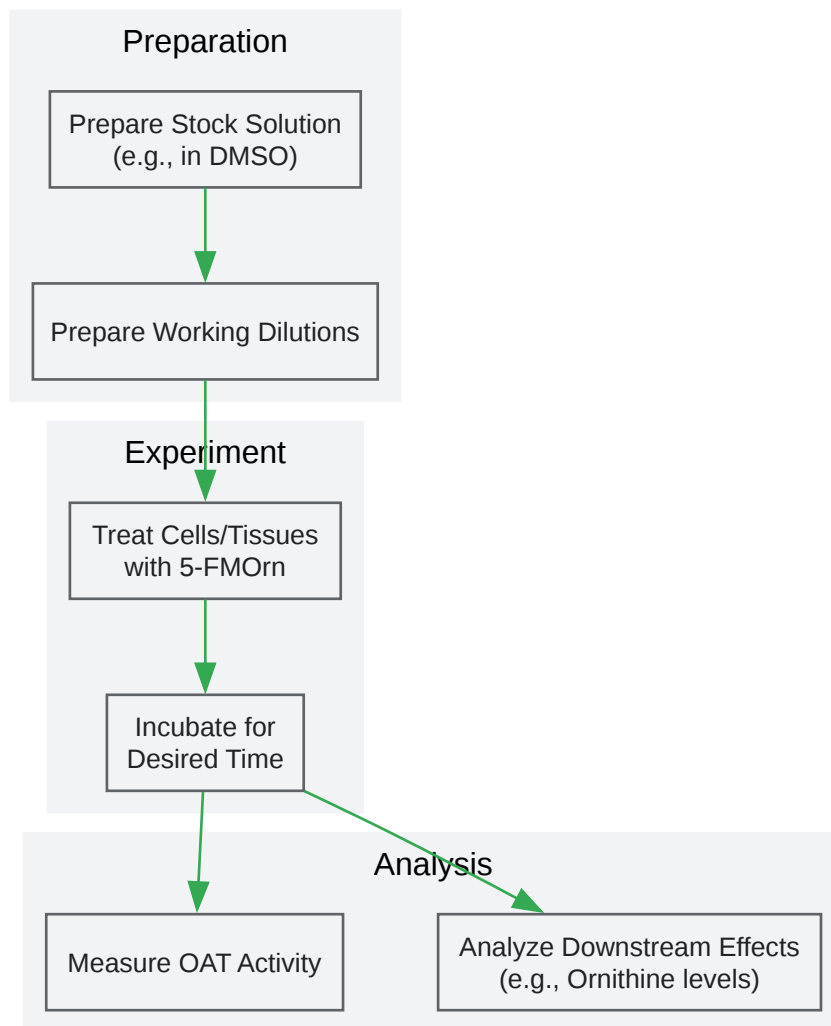 Preparation
Prepare Stock Solution
(e.g., in DMSO)
Prepare Working Dilutions
Experiment
Treat Cells/Tissues
with 5-FMOrn
Incubate for
Desired Time
Analysis
Measure OAT Activity
Analyze Downstream Effects
(e.g., Ornithine levels)